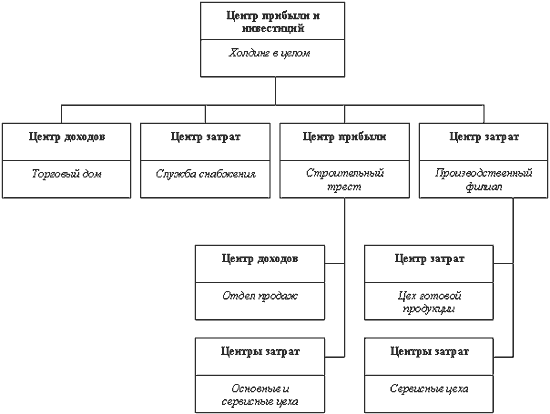 Центр прибыли и
инвестиций
Холдинг в целом
Центр доходов
Торговый дом
Центр затрат
Служба снабжения
Центр прибыли
Строительный
трест
Центр затрат
Производственный
филиал
Центр доходов
Отдел продаж
Центр затрат
Цех готовой
продукции
Центры затрат
Основные и
сервисные цеха
Центры затрат
Сервисные цеха